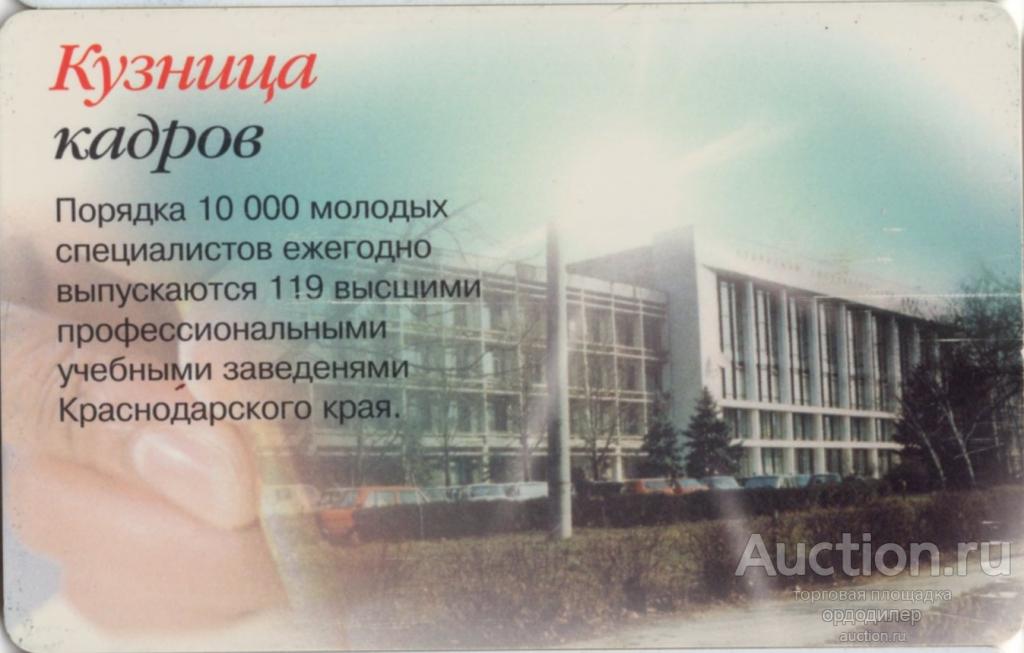 Кузница
кадров
Порядка 10 000 молодых
специалистов ежегодно
выпускаются 119 высшими
профессиональными
учебными заведенями
Краснодарского края.
Auction.ru
торговая площадка
ордодилер
auction.ru